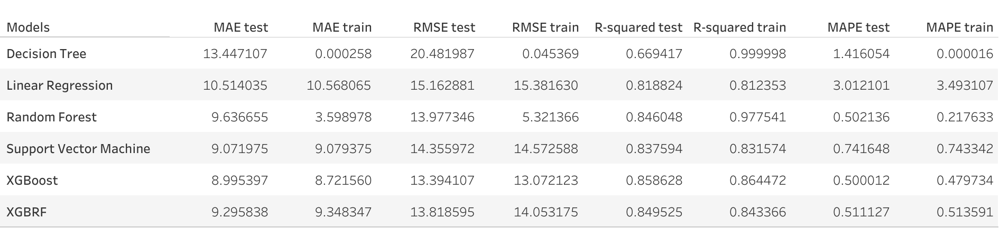 Models MAE test MAE train RMSE test RMSE train R-squared test R-squared train MAPE test MAPE train
Decision Tree 13.447107 0.000258 20.481987 0.045369 0.669417 0.999998 1.416054 0.000016
Linear Regression 10.514035 10.568065 15.162881 15.381630 0.818824 0.812353 3.012101 3.493107
Random Forest 9.636655 3.598978 13.977346 5.321366 0.846048 0.977541 0.502136 0.217633
Support Vector Machine 9.071975 9.079375 14.355972 14.572588 0.837594 0.831574 0.741648 0.743342
XGBoost 8.995397 8.721560 13.394107 13.072123 0.858628 0.864472 0.500012 0.479734
XGBRF 9.295838 9.348347 13.818595 14.053175 0.849525 0.843366 0.511127 0.513591